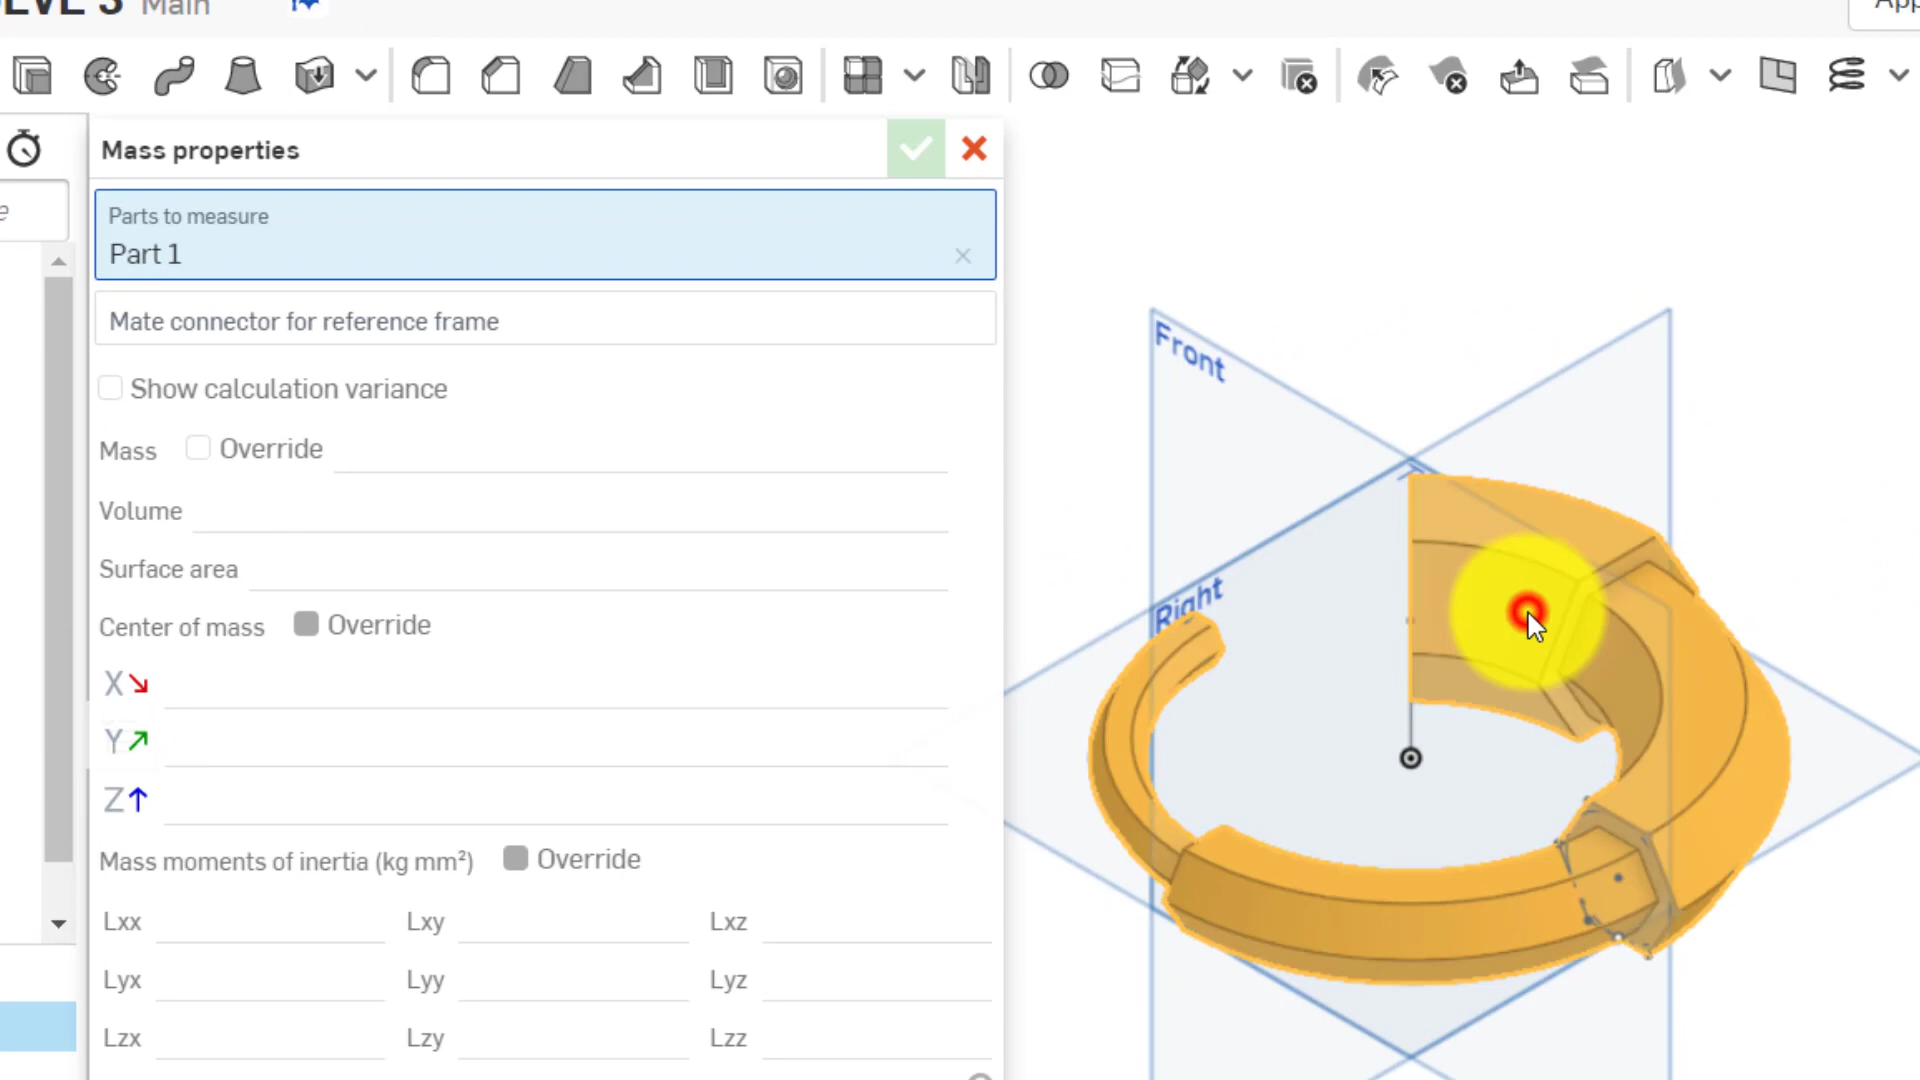 Main
Mass properties
Parts to measure
Part 1
Mate connector for reference frame
Show calculation variance
Mass Override
Volume
Surface area
Center of mass Override
X
Y
Z
Mass moments of inertia (kg mm²) Override
Lxx Lxy Lxz
Lyx Lyy Lyz
Lzx Lzy Lzz
Front
Right